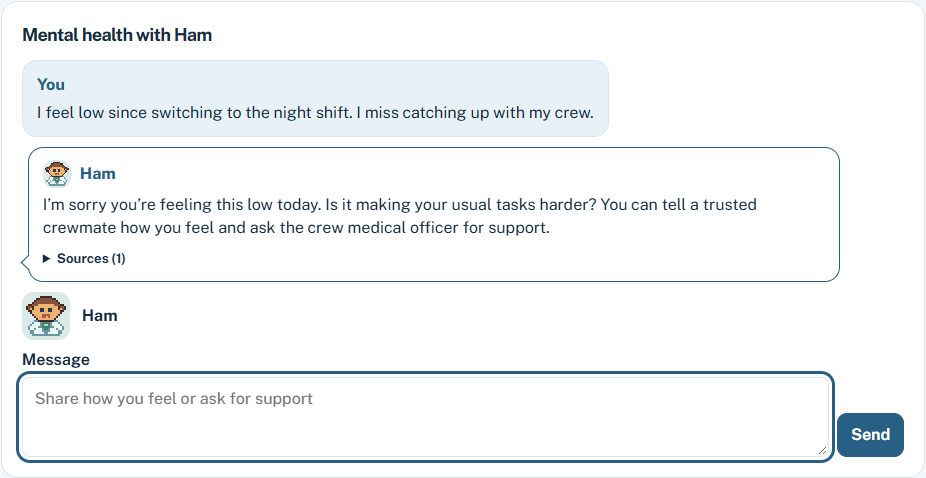 Mental health with Ham
You
I feel low since switching to the night shift. I miss catching up with my crew.
Ham
I’m sorry you’re feeling this low today. Is it making your usual tasks harder? You can tell a trusted
crewmate how you feel and ask the crew medical officer for support.
▶ Sources (1)
Ham
Message
Share how you feel or ask for support
Send